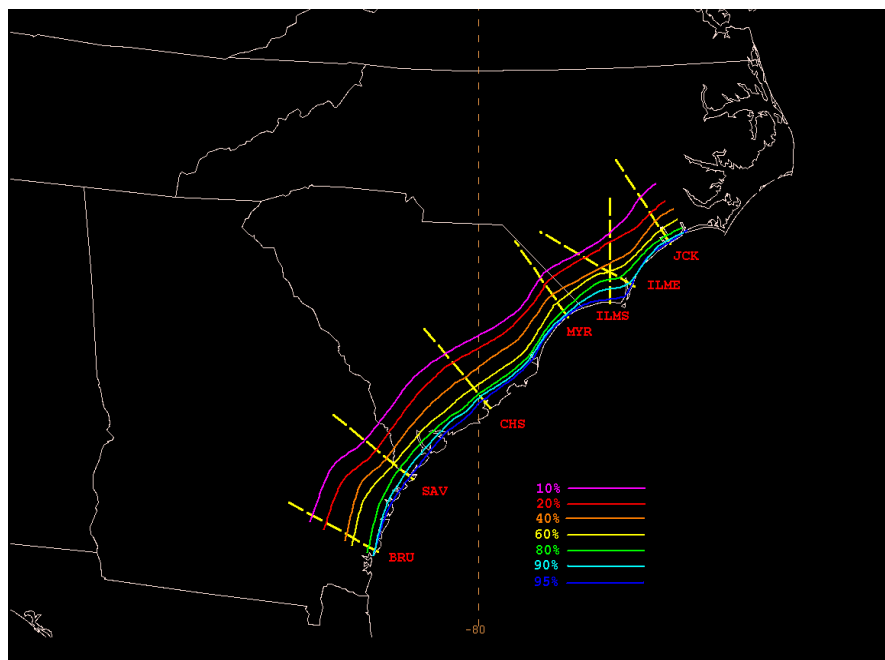 JCK
ILME
ILMS
MYR
CHS
SAV
BRU
10%
20%
40%
60%
80%
90%
95%
-80